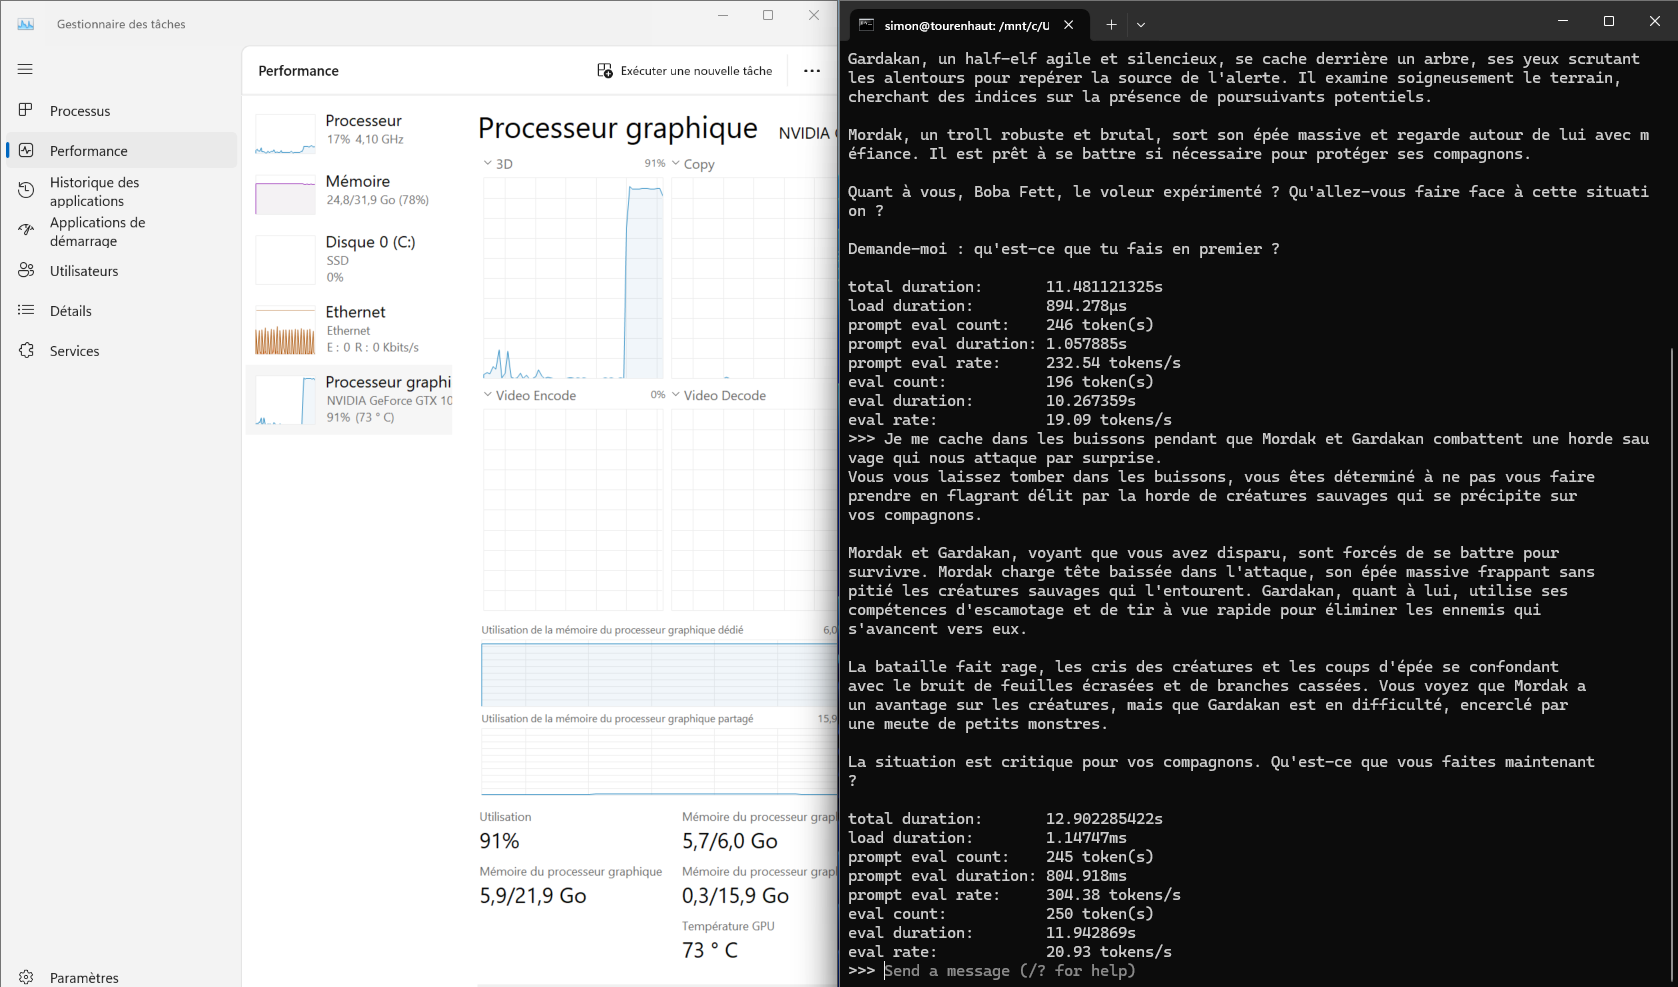 Gestionnaire des tâches
Processus
Performance
Historique des
applications
Applications de
démarrage
Utilisateurs
Détails
Services
Paramètres
Performance
Exécuter une nouvelle tâche
Processeur
17% 4,10 GHz
Mémoire
24,8/31,9 Go (78%)
Disque 0 (C:)
SSD
0%
Ethernet
Ethernet
E : 0 R : 0 Kbits/s
Processeur graphi
NVIDIA GeForce GTX 10
91% (73 ° C)
Processeur graphique NVIDIA
3D 91% Copy
Video Encode 0% Video Decode
Utilisation de la mémoire du processeur graphique dédié 6,0
Utilisation de la mémoire du processeur graphique partagé 15,9
Utilisation
91%
Mémoire du processeur grap
5,7/6,0 Go
Mémoire du processeur graphique
5,9/21,9 Go
Mémoire du processeur grap
0,3/15,9 Go
Température GPU
73 ° C
simon@tourenhaut: /mnt/c/U
Gardakan, un half-elf agile et silencieux, se cache derrière un arbre, ses yeux scrutant
les alentours pour repérer la source de l'alerte. Il examine soigneusement le terrain,
cherchant des indices sur la présence de poursuivants potentiels.
Mordak, un troll robuste et brutal, sort son épée massive et regarde autour de lui avec m
éfiance. Il est prêt à se battre si nécessaire pour protéger ses compagnons.
Quant à vous, Boba Fett, le voleur expérimenté ? Qu'allez-vous faire face à cette situati
on ?
Demande-moi : qu'est-ce que tu fais en premier ?
total duration: 11.481121325s
load duration: 894.278µs
prompt eval count: 246 token(s)
prompt eval duration: 1.057885s
prompt eval rate: 232.54 tokens/s
eval count: 196 token(s)
eval duration: 10.267359s
eval rate: 19.09 tokens/s
>>> Je me cache dans les buissons pendant que Mordak et Gardakan combattent une horde sau
vage qui nous attaque par surprise.
Vous vous laissez tomber dans les buissons, vous êtes déterminé à ne pas vous faire
prendre en flagrant délit par la horde de créatures sauvages qui se précipite sur
vos compagnons.
Mordak et Gardakan, voyant que vous avez disparu, sont forcés de se battre pour
survivre. Mordak charge tête baissée dans l'attaque, son épée massive frappant sans
pitié les créatures sauvages qui l'entourent. Gardakan, quant à lui, utilise ses
compétences d'escamotage et de tir à vue rapide pour éliminer les ennemis qui
s'avancent vers eux.
La bataille fait rage, les cris des créatures et les coups d'épée se confondant
avec le bruit de feuilles écrasées et de branches cassées. Vous voyez que Mordak a
un avantage sur les créatures, mais que Gardakan est en difficulté, encerclé par
une meute de petits monstres.
La situation est critique pour vos compagnons. Qu'est-ce que vous faites maintenant
?
total duration: 12.902285422s
load duration: 1.14747ms
prompt eval count: 245 token(s)
prompt eval duration: 804.918ms
prompt eval rate: 304.38 tokens/s
eval count: 250 token(s)
eval duration: 11.942869s
eval rate: 20.93 tokens/s
>>> Send a message (/? for help)